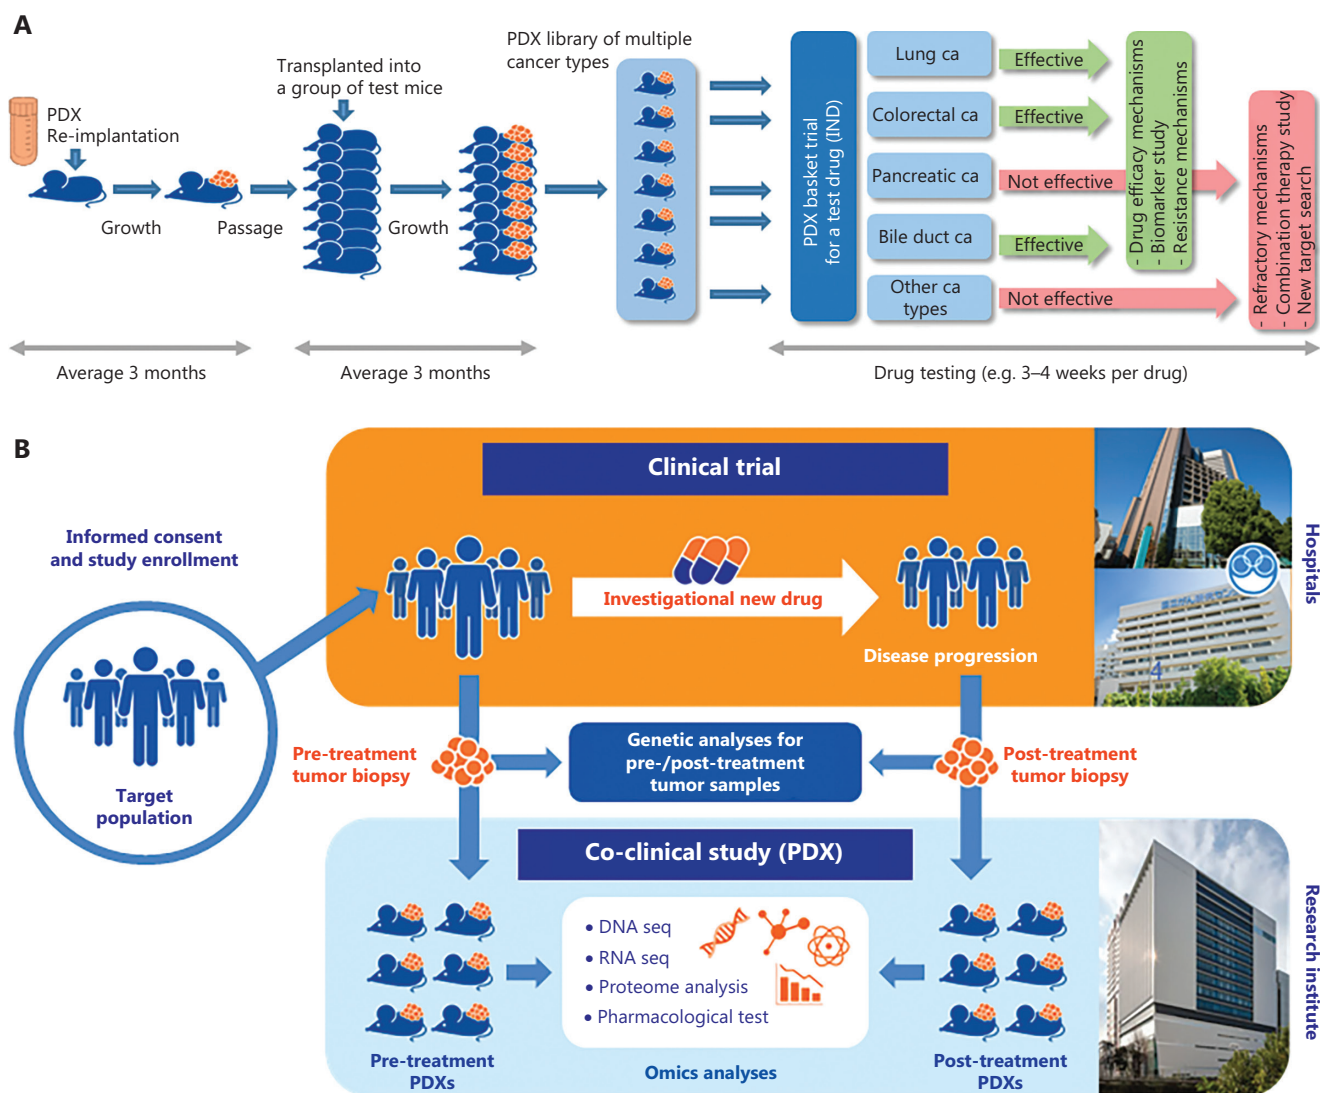 A
PDX
Re-implantation
Growth
Passage
Transplanted into
a group of test mice
Growth
PDX library of multiple
cancer types
PDX basket trial
for a test drug (IND)
Lung ca
Effective
Colorectal ca
Effective
Pancreatic ca
Not effective
Bile duct ca
Effective
Other ca
types
Not effective
- Drug efficacy mechanisms
- Biomarker study
- Resistance mechanisms
- Refractory mechanisms
- Combination therapy study
- New target search
Average 3 months
Average 3 months
Drug testing (e.g. 3–4 weeks per drug)
B
Informed consent
and study enrollment
Target
population
Clinical trial
Investigational new drug
Disease progression
Hospitals
4
Pre-treatment
tumor biopsy
Genetic analyses for
pre-/post-treatment
tumor samples
Post-treatment
tumor biopsy
Co-clinical study (PDX)
• DNA seq
• RNA seq
• Proteome analysis
• Pharmacological test
Pre-treatment
PDXs
Omics analyses
Post-treatment
PDXs
Research institute